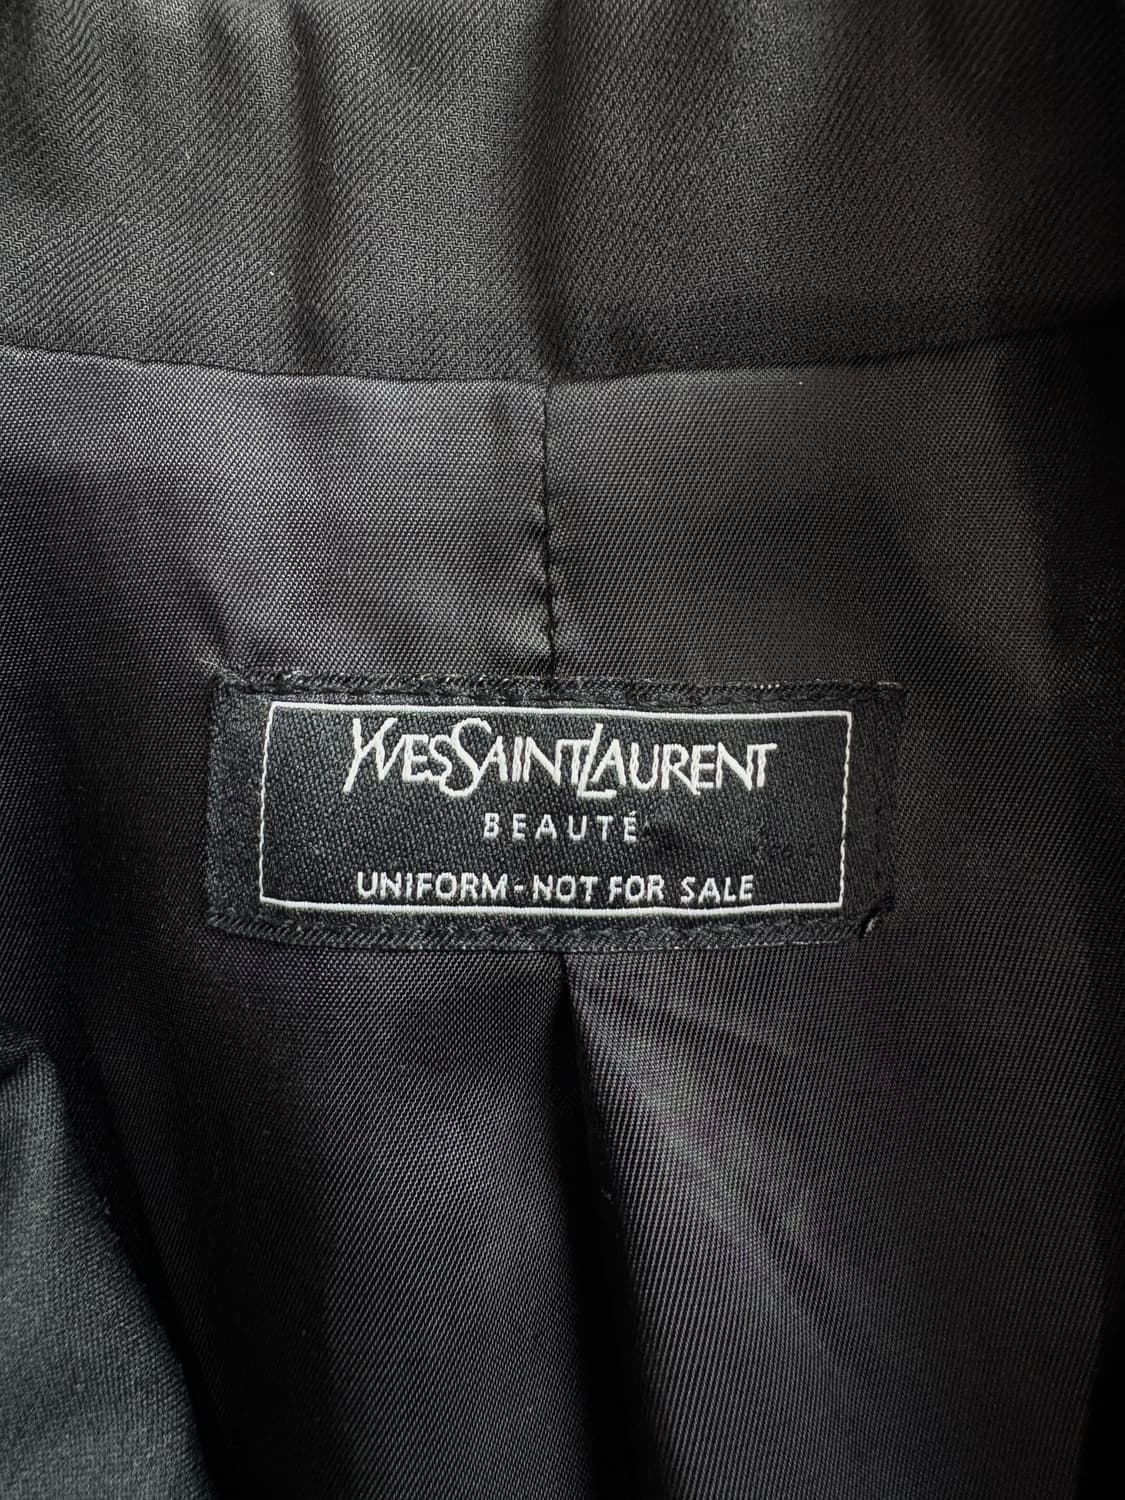 YVESSAINTLAURENT
BEAUTÉ
UNIFORM - NOT FOR SALE